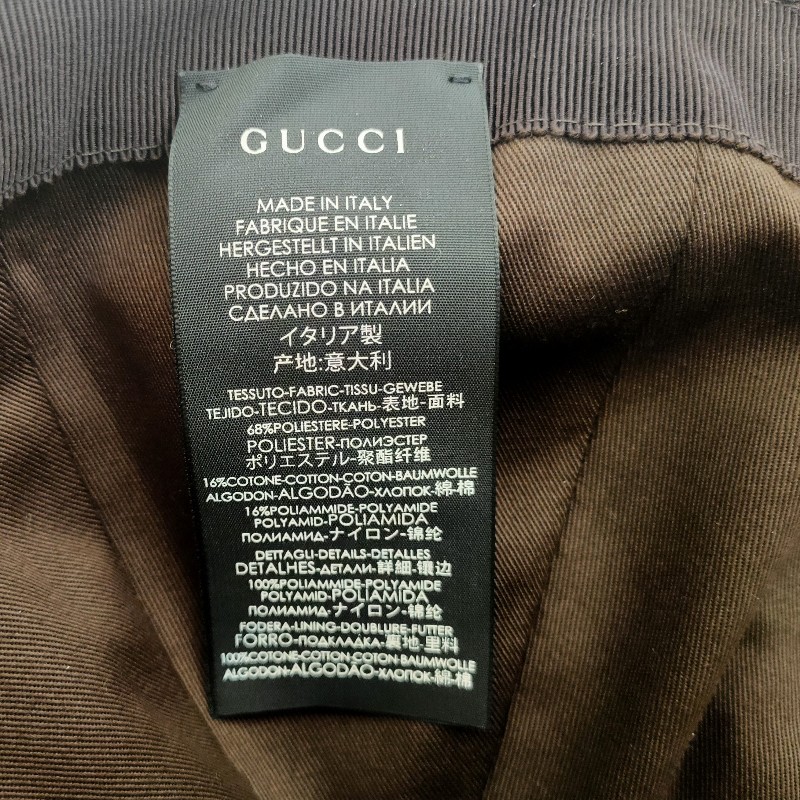 GUCCI
MADE IN ITALY
FABRIQUE EN ITALIE
HERGESTELLT IN ITALIEN
HECHO EN ITALIA
PRODUZIDO NA ITALIA
СДЕЛАНО В ИТАЛИИ
イタリア製
产地:意大利
TESSUTO-FABRIC-TISSU-GEWEBE
TEJIDO-TECIDO-ТКАНЬ-表地-面料
68%POLIESTERE-POLYESTER
POLIESTER-ПОЛИЭСТЕР
ポリエステル-聚酯纤维
16%COTONE-COTTON-COTON-BAUMWOLLE
ALGODON-ALGODÃO-ХЛОПОК-綿-棉
16%POLIAMMIDE-POLYAMIDE
POLYAMID-POLIAMIDA
ПОЛИАМИД-ナイロン-锦纶
DETTAGLI-DETAILS-DETALLES
DETALHES-ДЕТАЛИ-詳細-镶边
100%POLIAMMIDE-POLYAMIDE
POLYAMID-POLIAMIDA
ПОЛИАМИД-ナイロン-锦纶
FODERA-LINING-DOUBLURE-FUTTER
FORRO-ПОДКЛАДКА-裏地-里料
100%COTONE-COTTON-COTON-BAUMWOLLE
ALGODON-ALGODÃO-ХЛОПОК-綿-棉